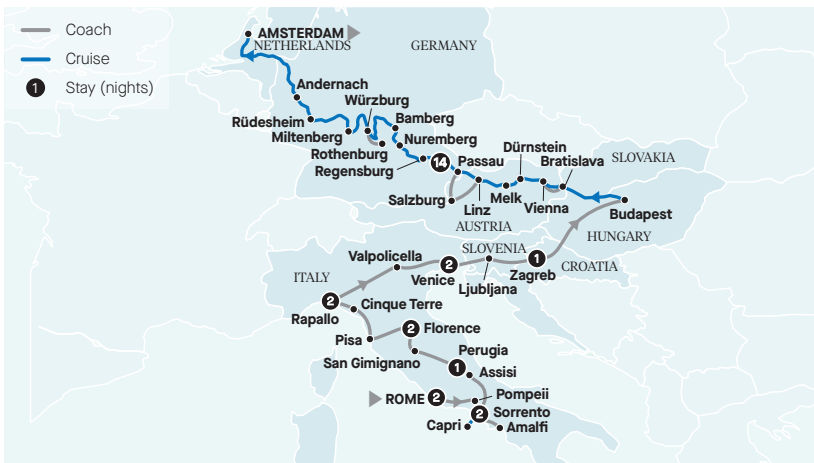 Coach
Cruise
1 Stay (nights)
AMSTERDAM
NETHERLANDS
GERMANY
Andernach
Würzburg
Rüdesheim
Bamberg
Miltenberg
Nuremberg
Rothenburg
Regensburg
14
Passau
Dürnstein
Bratislava
SLOVAKIA
Salzburg
Linz
Melk
Vienna
Budapest
AUSTRIA
HUNGARY
SLOVENIA
Valpolicella
2
Venice
Ljubljana
1
Zagreb
CROATIA
ITALY
2
Rapallo
Cinque Terre
2
Florence
Pisa
San Gimignano
Perugia
1
Assisi
ROME 2
Pompeii
2
Sorrento
Capri
Amalfi